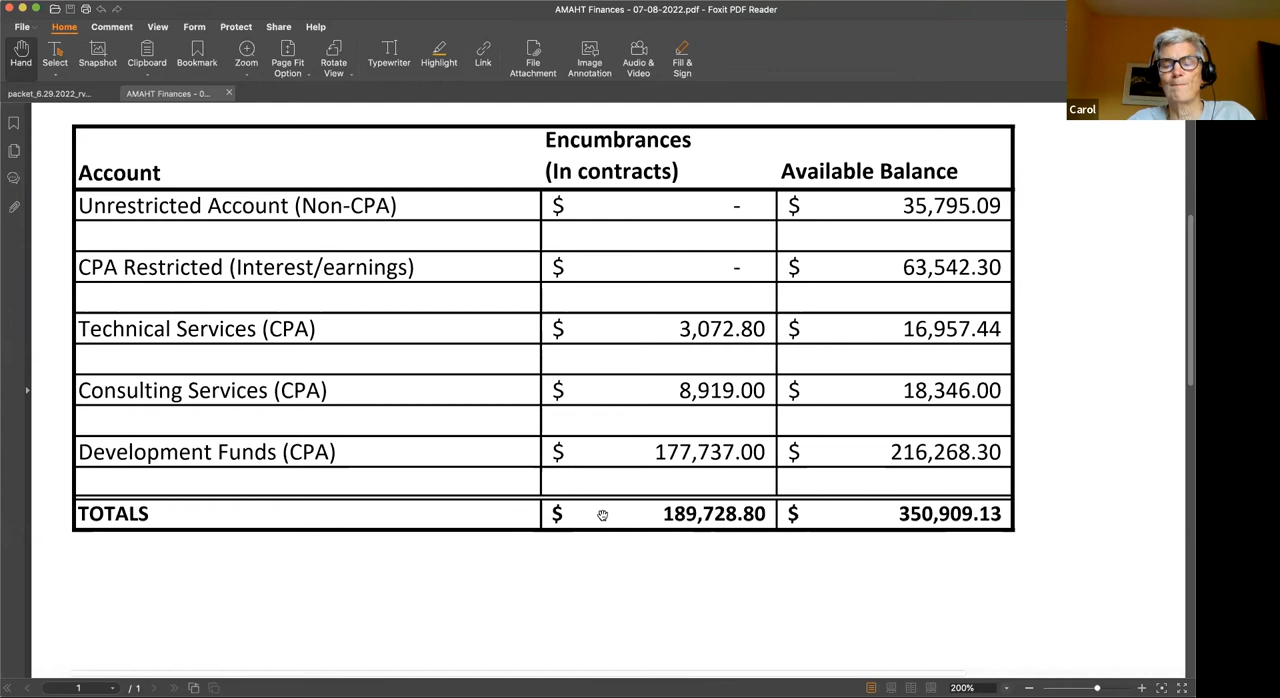 AMAHT Finances - 07-08-2022.pdf - Foxit PDF Reader
File Home Comment View Form Protect Share Help
Hand Select Snapshot Clipboard Bookmark Zoom Page Fit Option Rotate View Typewriter Highlight Link File Attachment Image Annotation Audio & Video Fill & Sign
packet_6.29.2022_rv... AMAHT Finances - 0...
Carol
Encumbrances
Account (In contracts) Available Balance
Unrestricted Account (Non-CPA) $ - $ 35,795.09
CPA Restricted (Interest/earnings) $ - $ 63,542.30
Technical Services (CPA) $ 3,072.80 $ 16,957.44
Consulting Services (CPA) $ 8,919.00 $ 18,346.00
Development Funds (CPA) $ 177,737.00 $ 216,268.30
TOTALS $ 189,728.80 $ 350,909.13
1 / 1 200%